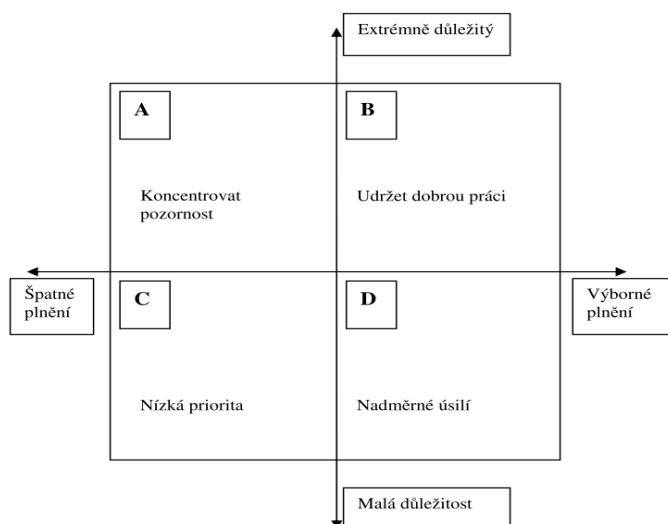 Extrémně důležitý
A
B
Koncentrovat
pozornost
Udržet dobrou práci
Špatné
plnění
C
D
Výborné
plnění
Nízká priorita
Nadměrné úsilí
Malá důležitost